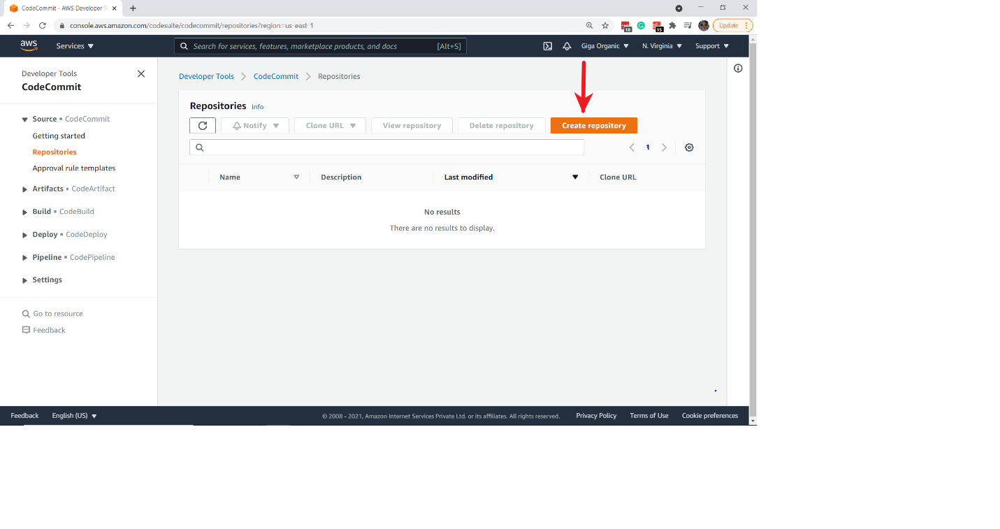 CodeCommit - AWS Developer T
console.aws.amazon.com/codesuite/codecommit/repositories?region=us-east-1
18
15
Update
aws
Services
Search for services, features, marketplace products, and docs [Alt+S]
Giga Organic
N. Virginia
Support
Developer Tools
CodeCommit
Source • CodeCommit
Getting started
Repositories
Approval rule templates
Artifacts • CodeArtifact
Build • CodeBuild
Deploy • CodeDeploy
Pipeline • CodePipeline
Settings
Go to resource
Feedback
Developer Tools > CodeCommit > Repositories
Repositories Info
Notify
Clone URL
View repository
Delete repository
Create repository
1
Name
Description
Last modified
Clone URL
No results
There are no results to display.
Feedback
English (US)
© 2008 - 2021, Amazon Internet Services Private Ltd. or its affiliates. All rights reserved.
Privacy Policy
Terms of Use
Cookie preferences